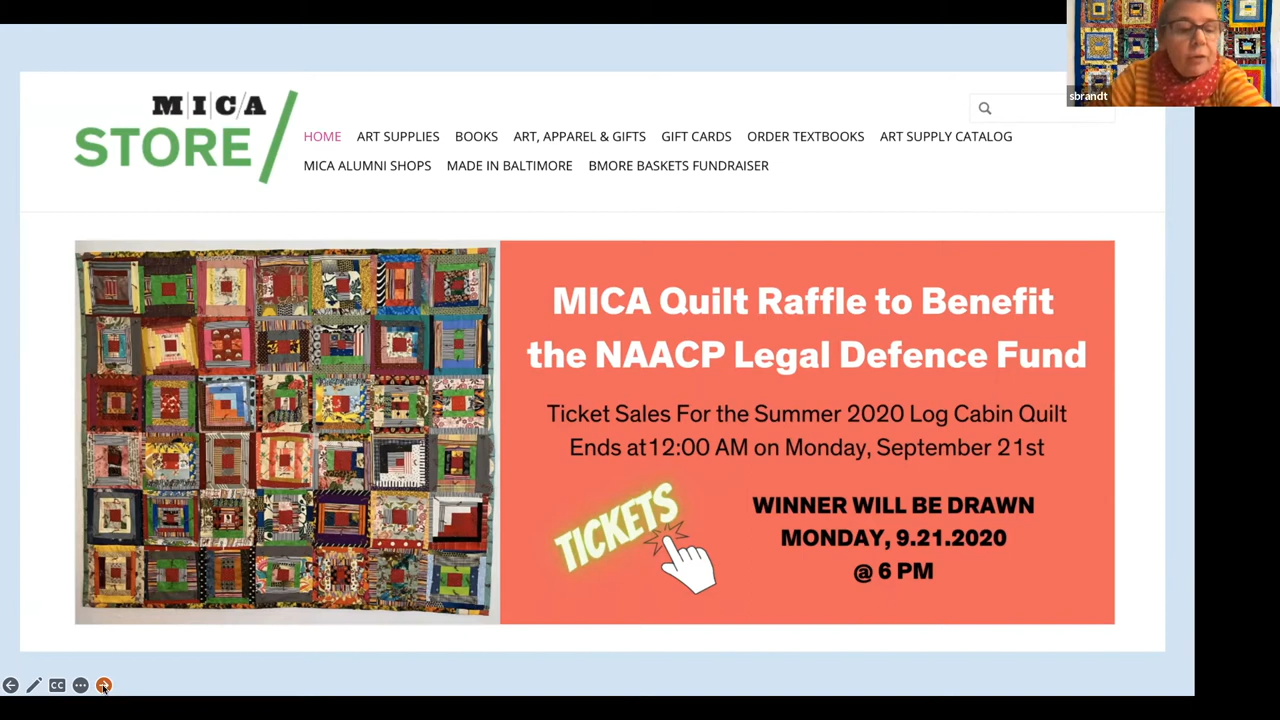 sbrandt
M|I|C|A
STORE
HOME ART SUPPLIES BOOKS ART, APPAREL & GIFTS GIFT CARDS ORDER TEXTBOOKS ART SUPPLY CATALOG
MICA ALUMNI SHOPS MADE IN BALTIMORE BMORE BASKETS FUNDRAISER
MICA Quilt Raffle to Benefit
the NAACP Legal Defence Fund
Ticket Sales For the Summer 2020 Log Cabin Quilt
Ends at12:00 AM on Monday, September 21st
TICKETS
WINNER WILL BE DRAWN
MONDAY, 9.21.2020
@ 6 PM
CC